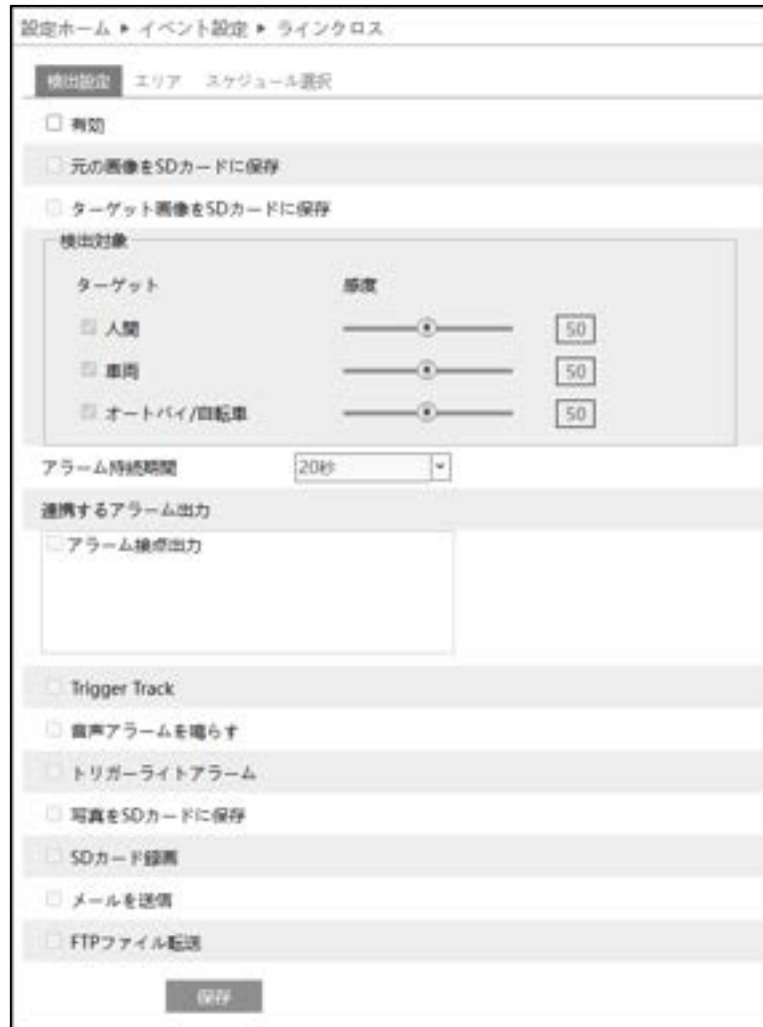 設定ホーム ▶ イベント設定 ▶ ラインクロス
検出設定 エリア スケジュール選択
有効
元の画像をSDカードに保存
ターゲット画像をSDカードに保存
検出対象
ターゲット 感度
人間 50
車両 50
オートバイ/自転車 50
アラーム持続期間 20秒
連携するアラーム出力
アラーム接点出力
Trigger Track
音声アラームを鳴らす
トリガーライトアラーム
写真をSDカードに保存
SDカード録画
メールを送信
FTPファイル転送
保存